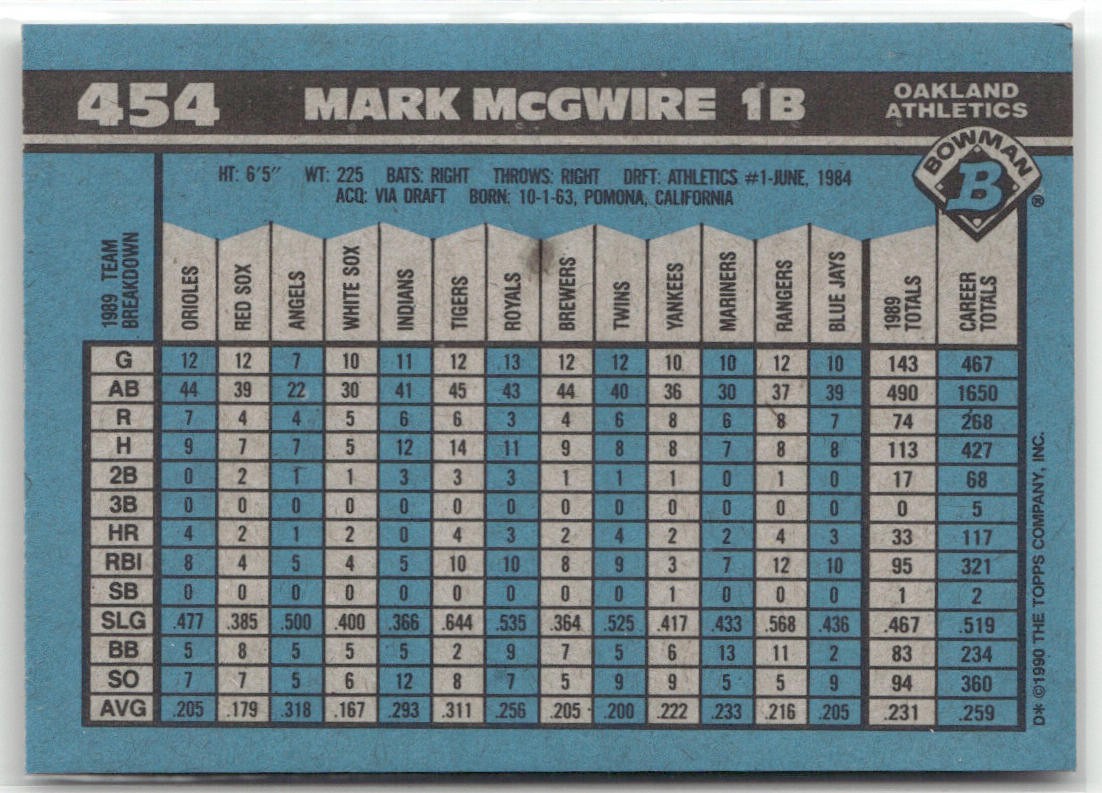 454 MARK McGWIRE 1B OAKLAND ATHLETICS
BOWMAN B ®
HT: 6'5" WT: 225 BATS: RIGHT THROWS: RIGHT DRFT: ATHLETICS #1-JUNE, 1984
ACQ: VIA DRAFT BORN: 10-1-63, POMONA, CALIFORNIA
1989 TEAM BREAKDOWN ORIOLES RED SOX ANGELS WHITE SOX INDIANS TIGERS ROYALS BREWERS TWINS YANKEES MARINERS RANGERS BLUE JAYS 1989 TOTALS CAREER TOTALS
G 12 12 7 10 11 12 13 12 12 10 10 12 10 143 467
AB 44 39 22 30 41 45 43 44 40 36 30 37 39 490 1650
R 7 4 4 5 6 6 3 4 6 8 6 8 7 74 268
H 9 7 7 5 12 14 11 9 8 8 7 8 8 113 427
2B 0 2 1 1 3 3 3 1 1 1 0 1 0 17 68
3B 0 0 0 0 0 0 0 0 0 0 0 0 0 0 5
HR 4 2 1 2 0 4 3 2 4 2 2 4 3 33 117
RBI 8 4 5 4 5 10 10 8 9 3 7 12 10 95 321
SB 0 0 0 0 0 0 0 0 0 1 0 0 0 1 2
SLG .477 .385 .500 .400 .366 .644 .535 .364 .525 .417 .433 .568 .436 .467 .519
BB 5 8 5 5 5 2 9 7 5 6 13 11 2 83 234
SO 7 7 5 6 12 8 7 5 9 9 5 5 9 94 360
AVG .205 .179 .318 .167 .293 .311 .256 .205 .200 .222 .233 .216 .205 .231 .259
D* ©1990 THE TOPPS COMPANY, INC.